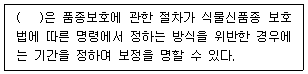 (   )은 품종보호에 관한 절차가 식물신품종 보호
법에 따른 명령에서 정하는 방식을 위반한 경우에
는 기간을 정하여 보정을 명할 수 있다.